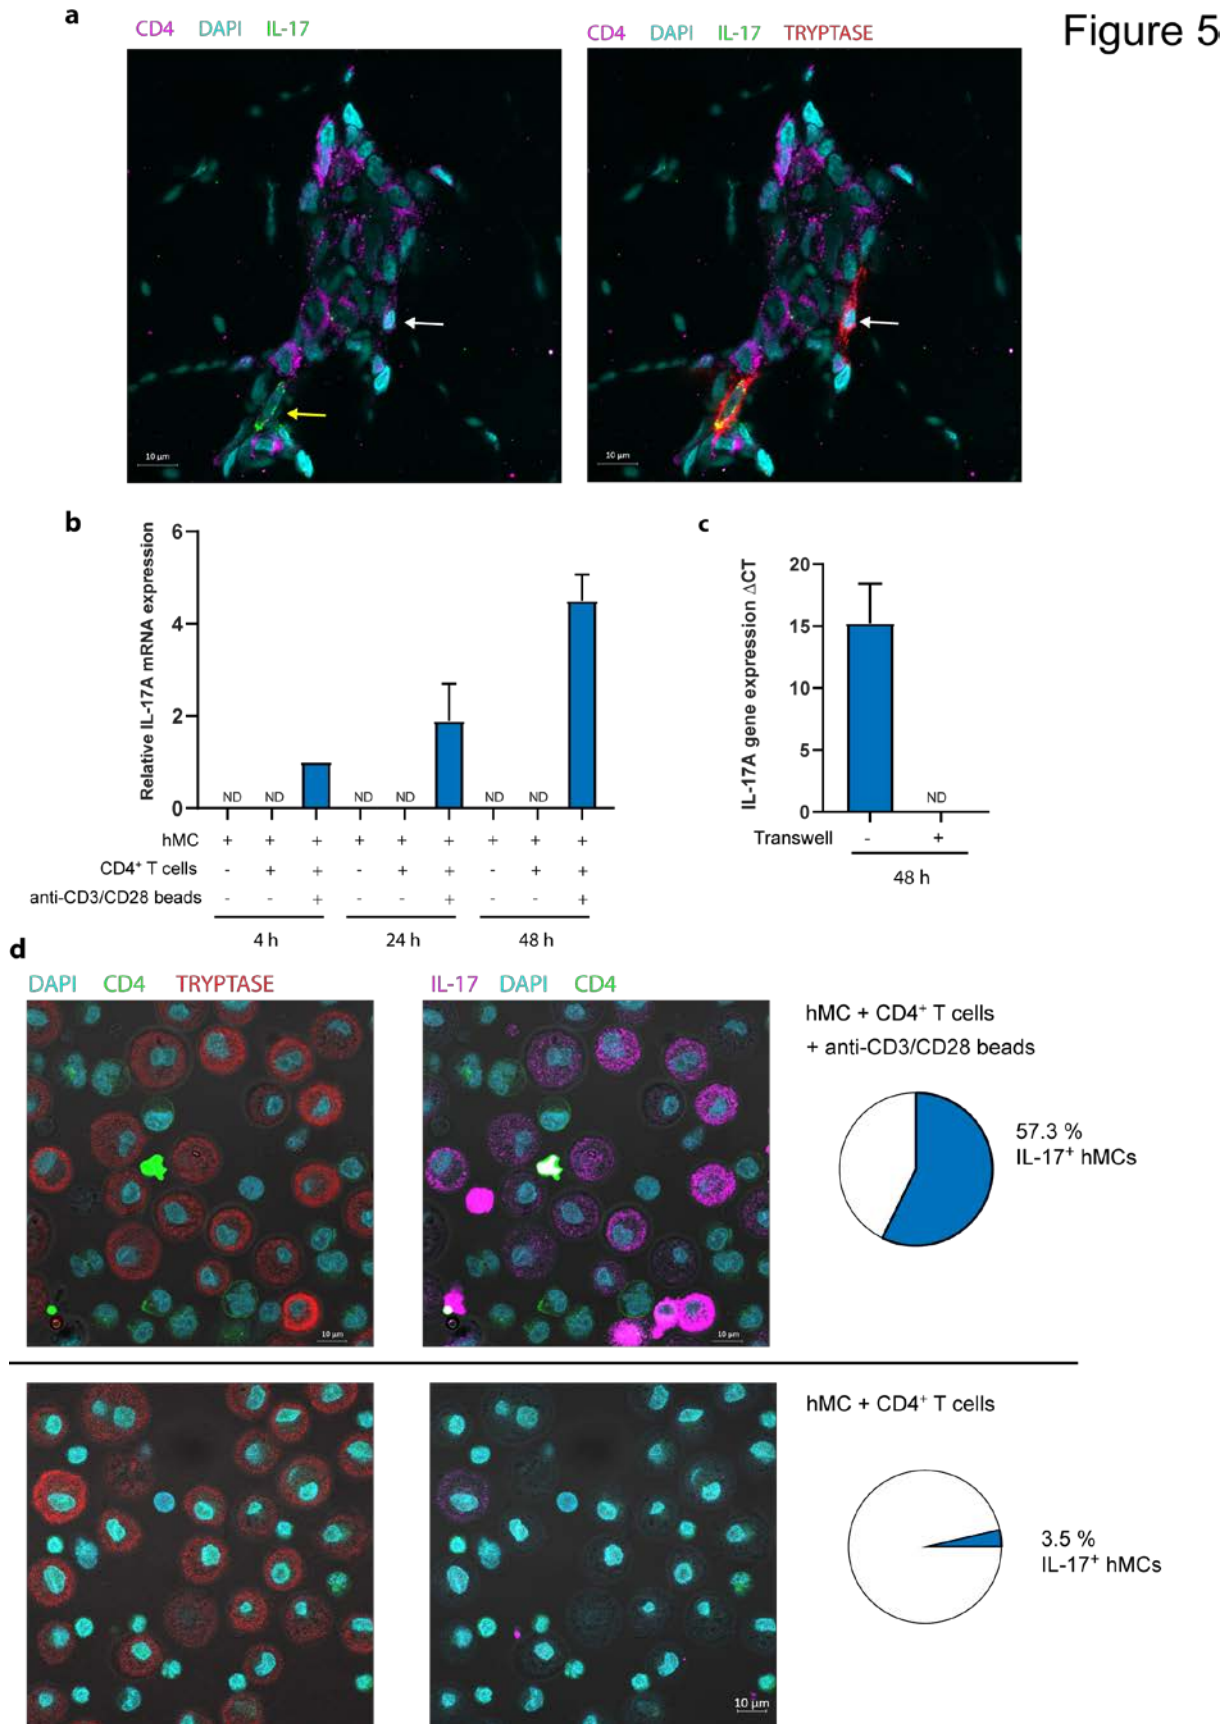 Figure 5
a
CD4 DAPI IL-17
CD4 DAPI IL-17 TRYPTASE
10 µm
10 µm
b
Relative IL-17A mRNA expression
6
4
2
0
ND ND ND ND ND ND
hMC + + + + + + + + +
CD4⁺ T cells - + + - + + - + +
anti-CD3/CD28 beads - - + - - + - - +
4 h 24 h 48 h
c
IL-17A gene expression ΔCT
20
15
10
5
0
ND
Transwell - +
48 h
d
DAPI CD4 TRYPTASE
IL-17 DAPI CD4
10 µm
10 µm
hMC + CD4⁺ T cells
+ anti-CD3/CD28 beads
57.3 %
IL-17⁺ hMCs
hMC + CD4⁺ T cells
3.5 %
IL-17⁺ hMCs
10 µm